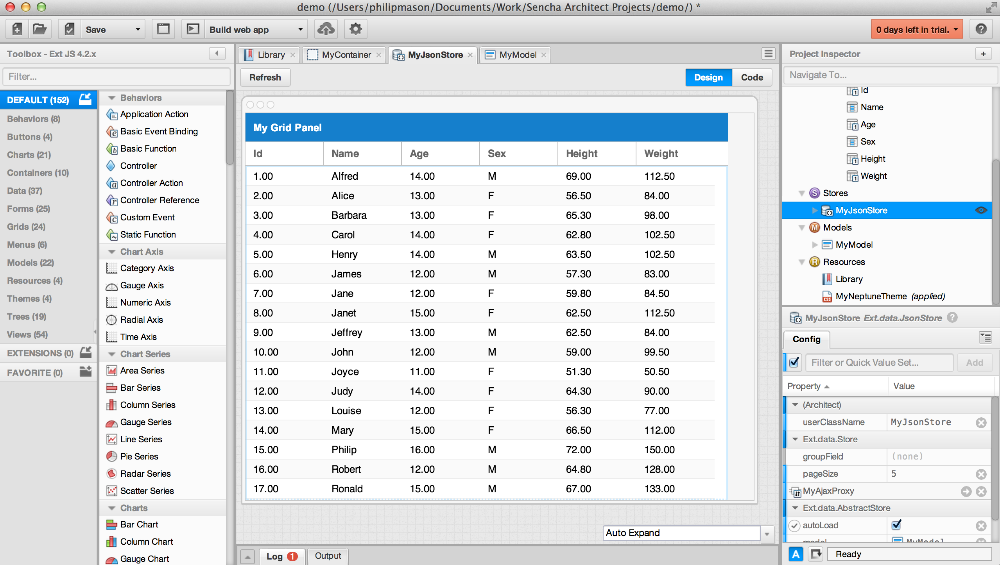 demo (/Users/philipmason/Documents/Work/Sencha Architect Projects/demo/) *
Save
Build web app
0 days left in trial.
?
Toolbox - Ext JS 4.2.x
Filter...
DEFAULT (152)
Behaviors (8)
Buttons (4)
Charts (21)
Containers (10)
Data (37)
Forms (25)
Grids (24)
Menus (6)
Models (22)
Resources (4)
Themes (4)
Trees (19)
Views (54)
EXTENSIONS (0)
FAVORITE (0)
Behaviors
Application Action
Basic Event Binding
Basic Function
Controller
Controller Action
Controller Reference
Custom Event
Static Function
Chart Axis
Category Axis
Gauge Axis
Numeric Axis
Radial Axis
Time Axis
Chart Series
Area Series
Bar Series
Column Series
Gauge Series
Line Series
Pie Series
Radar Series
Scatter Series
Charts
Bar Chart
Column Chart
Gauge Chart
Library
MyContainer
MyJsonStore
MyModel
Refresh
Design Code
My Grid Panel
Id Name Age Sex Height Weight
1.00 Alfred 14.00 M 69.00 112.50
2.00 Alice 13.00 F 56.50 84.00
3.00 Barbara 13.00 F 65.30 98.00
4.00 Carol 14.00 F 62.80 102.50
5.00 Henry 14.00 M 63.50 102.50
6.00 James 12.00 M 57.30 83.00
7.00 Jane 12.00 F 59.80 84.50
8.00 Janet 15.00 F 62.50 112.50
9.00 Jeffrey 13.00 M 62.50 84.00
10.00 John 12.00 M 59.00 99.50
11.00 Joyce 11.00 F 51.30 50.50
12.00 Judy 14.00 F 64.30 90.00
13.00 Louise 12.00 F 56.30 77.00
14.00 Mary 15.00 F 66.50 112.00
15.00 Philip 16.00 M 72.00 150.00
16.00 Robert 12.00 M 64.80 128.00
17.00 Ronald 15.00 M 67.00 133.00
Auto Expand
Log 1
Output
Project Inspector
+
Navigate To...
Id
Name
Age
Sex
Height
Weight
S Stores
MyJsonStore
M Models
MyModel
R Resources
Library
MyNeptuneTheme (applied)
MyJsonStore Ext.data.JsonStore ?
Config
Filter or Quick Value Set... Add
Property Value
(Architect)
userClassName MyJsonStore
Ext.data.Store
groupField (none)
pageSize 5
MyAjaxProxy
Ext.data.AbstractStore
autoLoad
model MyModel
A Ready